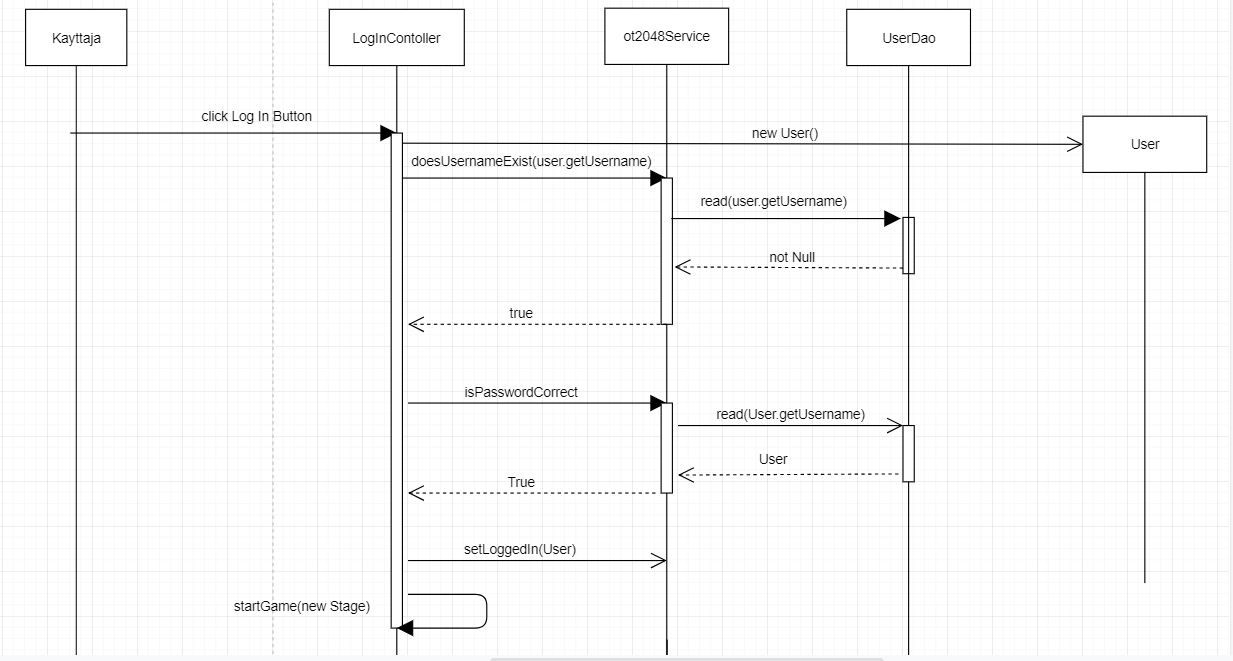 Kayttaja
LogInContoller
ot2048Service
UserDao
click Log In Button
new User()
User
doesUsernameExist(user.getUsername)
read(user.getUsername)
not Null
true
isPasswordCorrect
read(User.getUsername)
User
True
setLoggedIn(User)
startGame(new Stage)